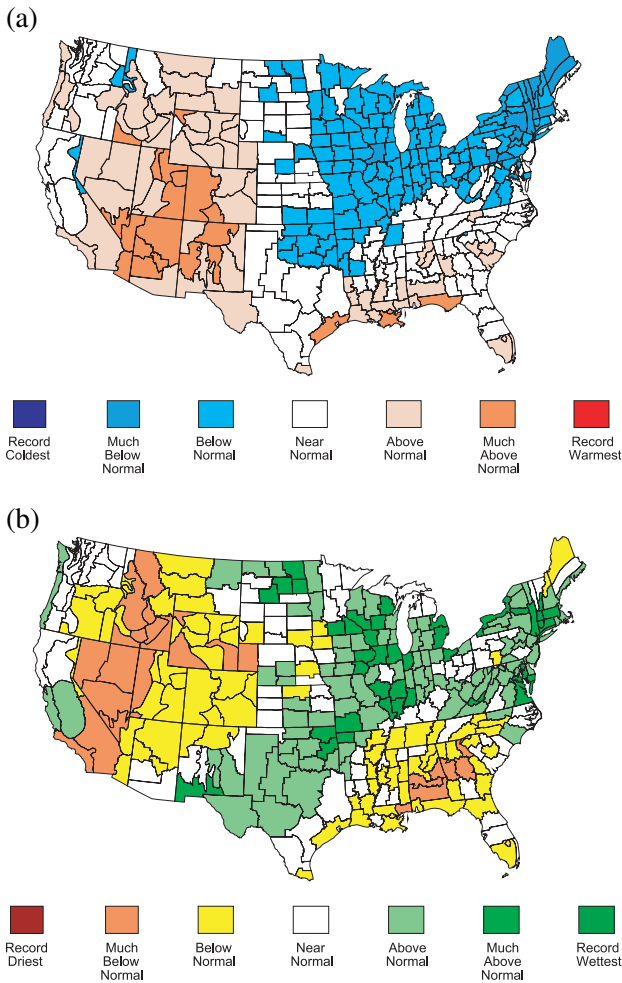 (a)
Record
Coldest
Much
Below
Normal
Below
Normal
Near
Normal
Above
Normal
Much
Above
Normal
Record
Warmest
(b)
Record
Driest
Much
Below
Normal
Below
Normal
Near
Normal
Above
Normal
Much
Above
Normal
Record
Wettest